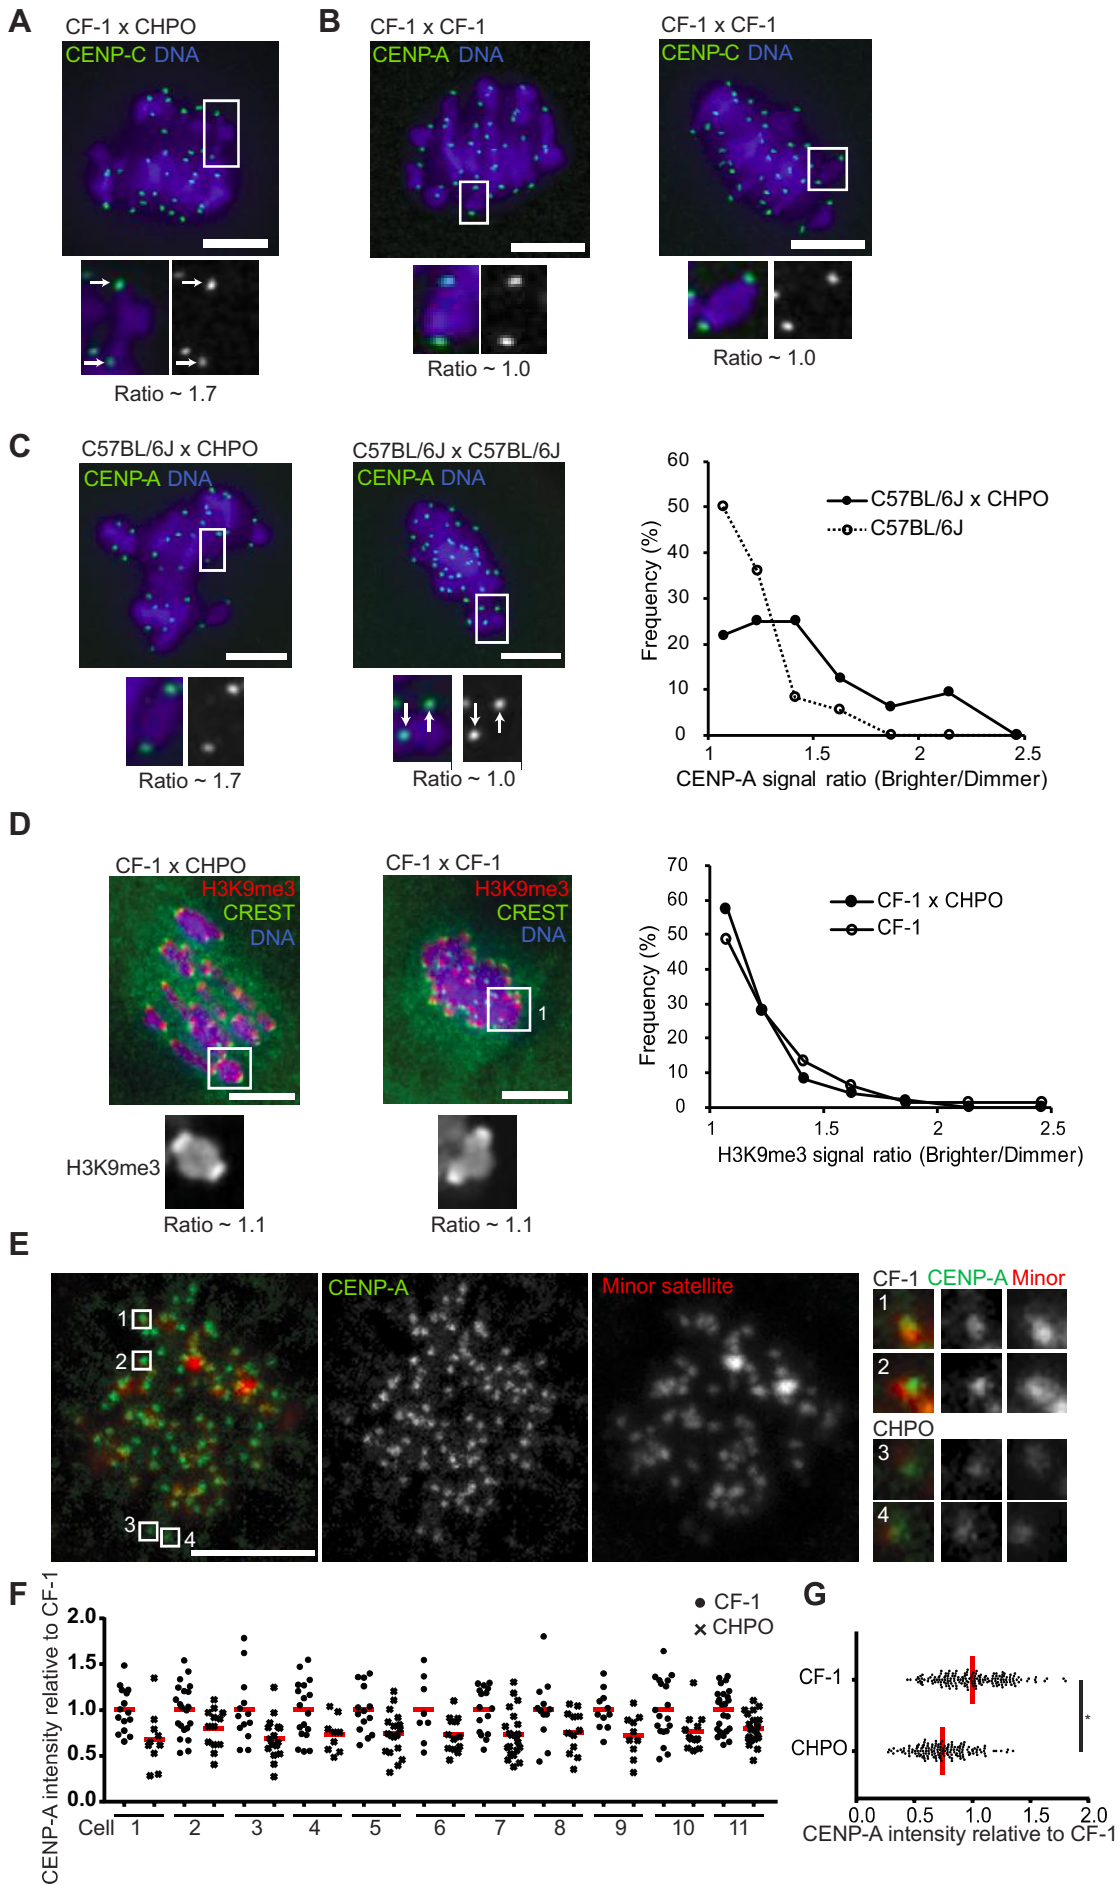 A
CF-1 x CHPO
CENP-C DNA
Ratio ~ 1.7
B
CF-1 x CF-1
CENP-A DNA
Ratio ~ 1.0
CF-1 x CF-1
CENP-C DNA
Ratio ~ 1.0
C
C57BL/6J x CHPO
CENP-A DNA
Ratio ~ 1.7
C57BL/6J x C57BL/6J
CENP-A DNA
Ratio ~ 1.0
Frequency (%)
60
50
40
30
20
10
0
C57BL/6J x CHPO
C57BL/6J
1 1.5 2 2.5
CENP-A signal ratio (Brighter/Dimmer)
D
CF-1 x CHPO
H3K9me3
CREST
DNA
H3K9me3
Ratio ~ 1.1
CF-1 x CF-1
H3K9me3
CREST
DNA
1
Ratio ~ 1.1
Frequency (%)
70
60
50
40
30
20
10
0
CF-1 x CHPO
CF-1
1 1.5 2 2.5
H3K9me3 signal ratio (Brighter/Dimmer)
E
1
2
3
4
CENP-A
Minor satellite
CF-1 CENP-A Minor
1
2
CHPO
3
4
F
CENP-A intensity relative to CF-1
2.0
1.5
1.0
0.5
0.0
CF-1
CHPO
Cell 1 2 3 4 5 6 7 8 9 10 11
G
CF-1
CHPO
*
0.0 0.5 1.0 1.5 2.0
CENP-A intensity relative to CF-1